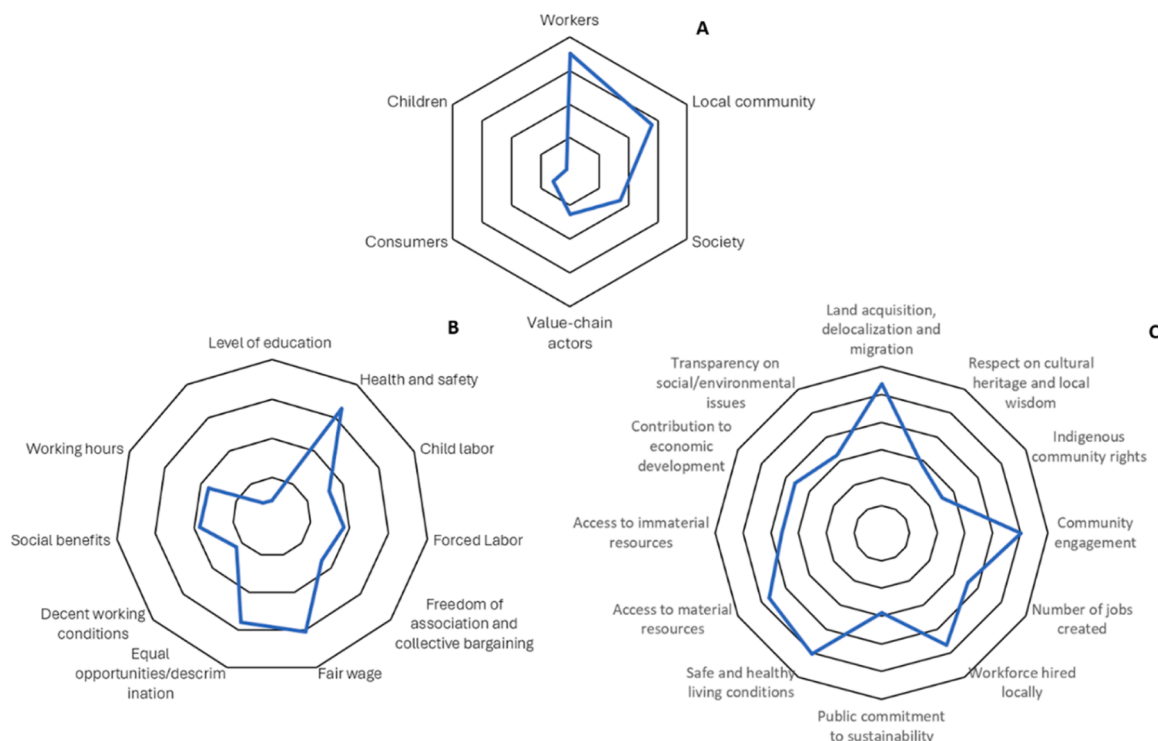 Workers
A
Children
Local community
Consumers
Society
Value-chain
actors
B
Level of education
Health and safety
Working hours
Child labor
Social benefits
Forced Labor
Decent working
conditions
Freedom of
association and
collective bargaining
Equal
opportunities/descrim
ination
Fair wage
C
Land acquisition,
delocalization and
migration
Transparency on
social/environmental
issues
Respect on cultural
heritage and local
wisdom
Contribution to
economic
development
Indigenous
community rights
Access to immaterial
resources
Community
engagement
Access to material
resources
Number of jobs
created
Safe and healthy
living conditions
Workforce hired
locally
Public commitment
to sustainability